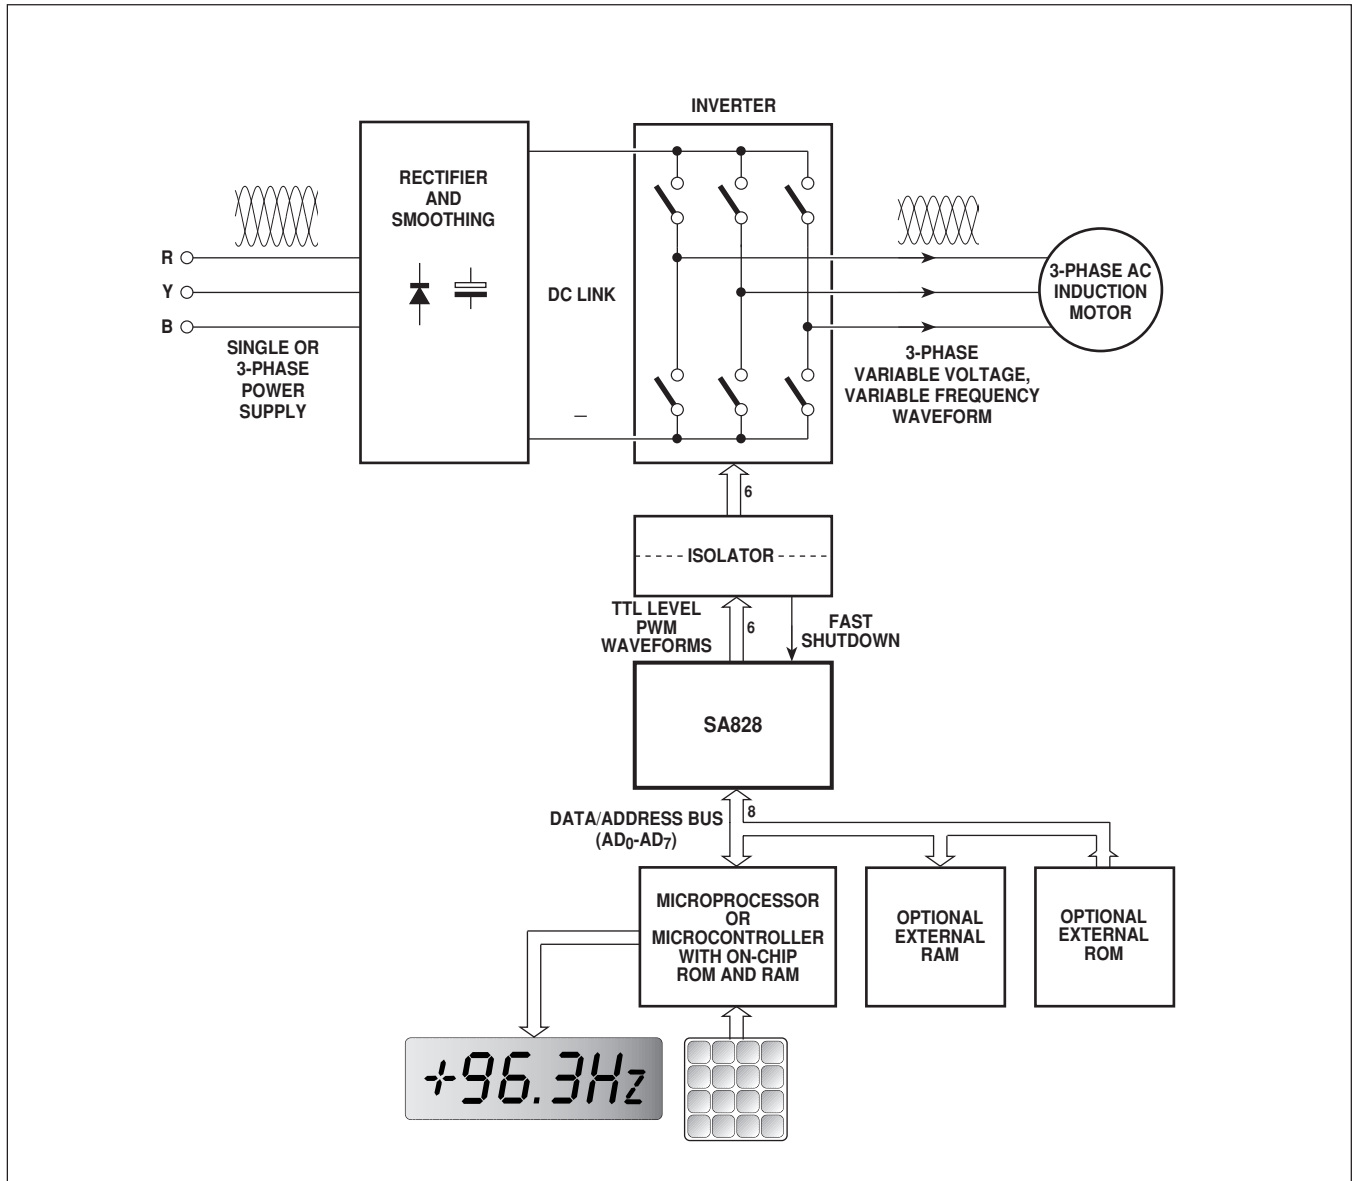 INVERTER
RECTIFIER
AND
SMOOTHING
R
Y
B
DC LINK
–
SINGLE OR
3-PHASE
POWER
SUPPLY
3-PHASE AC
INDUCTION
MOTOR
3-PHASE
VARIABLE VOLTAGE,
VARIABLE FREQUENCY
WAVEFORM
6
ISOLATOR
TTL LEVEL
PWM
WAVEFORMS
6
FAST
SHUTDOWN
SA828
DATA/ADDRESS BUS
(AD0-AD7)
8
MICROPROCESSOR
OR
MICROCONTROLLER
WITH ON-CHIP
ROM AND RAM
OPTIONAL
EXTERNAL
RAM
OPTIONAL
EXTERNAL
ROM
+96.3Hz